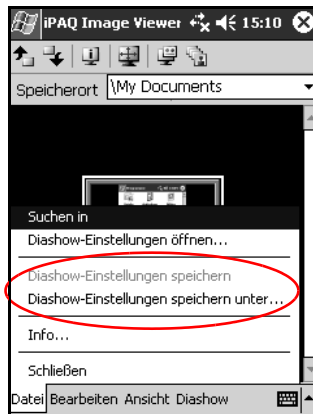 iPAQ Image Viewer 15:10
Speicherort \My Documents
Suchen in
Diashow-Einstellungen öffnen...
Diashow-Einstellungen speichern
Diashow-Einstellungen speichern unter...
Info...
Schließen
Datei Bearbeiten Ansicht Diashow